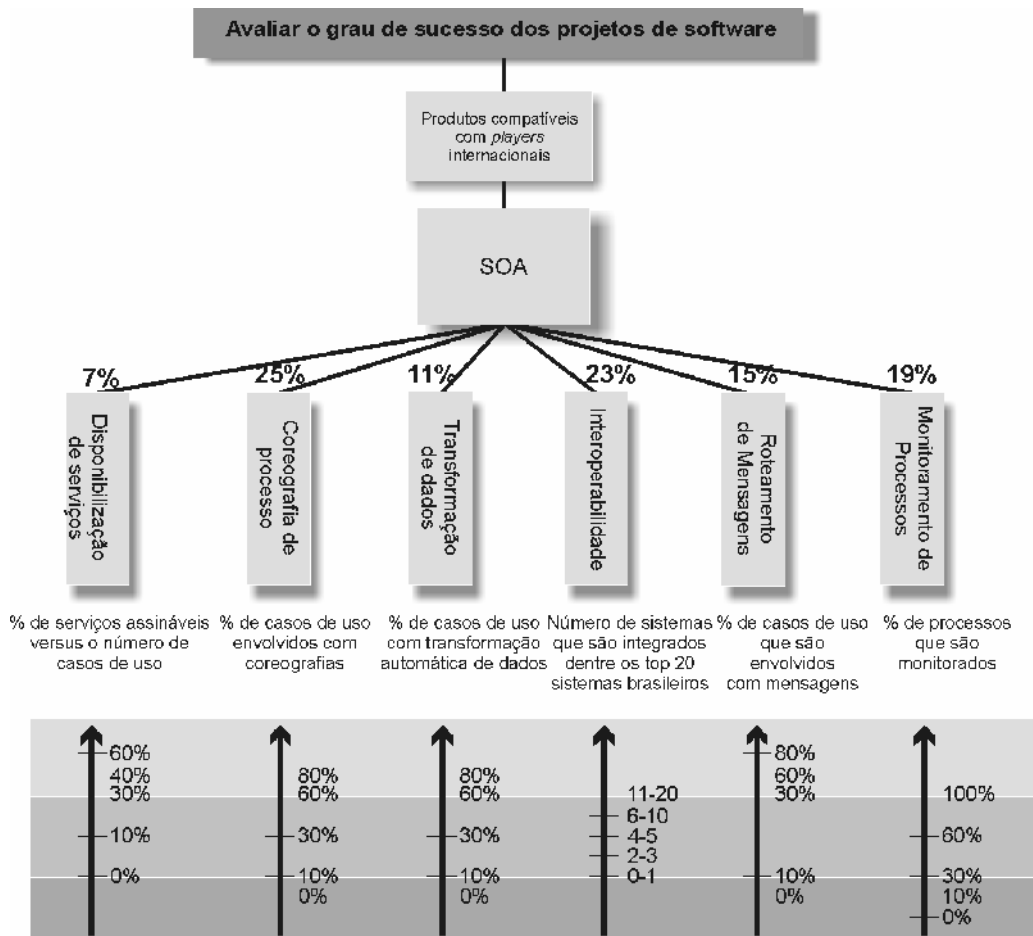 Avaliar o grau de sucesso dos projetos de software
Produtos compatíveis
com players
internacionais
SOA
7%
25%
11%
23%
15%
19%
Disponibilização
de serviços
Coreografia de
processo
Transformação
de dados
Interoperabilidade
Roteamento
de Mensagens
Monitoramento de
Processos
% de serviços assináveis
versus o número de
casos de uso
% de casos de uso
envolvidos com
coreografias
% de casos de uso
com transformação
automática de dados
Número de sistemas
que são integrados
dentre os top 20
sistemas brasileiros
% de casos de uso
que são
envolvidos
com mensagens
% de processos
que são
monitorados
60%
40%
30%
10%
0%
80%
60%
30%
10%
0%
80%
60%
30%
10%
0%
11-20
6-10
4-5
2-3
0-1
80%
60%
30%
10%
0%
100%
60%
30%
10%
0%